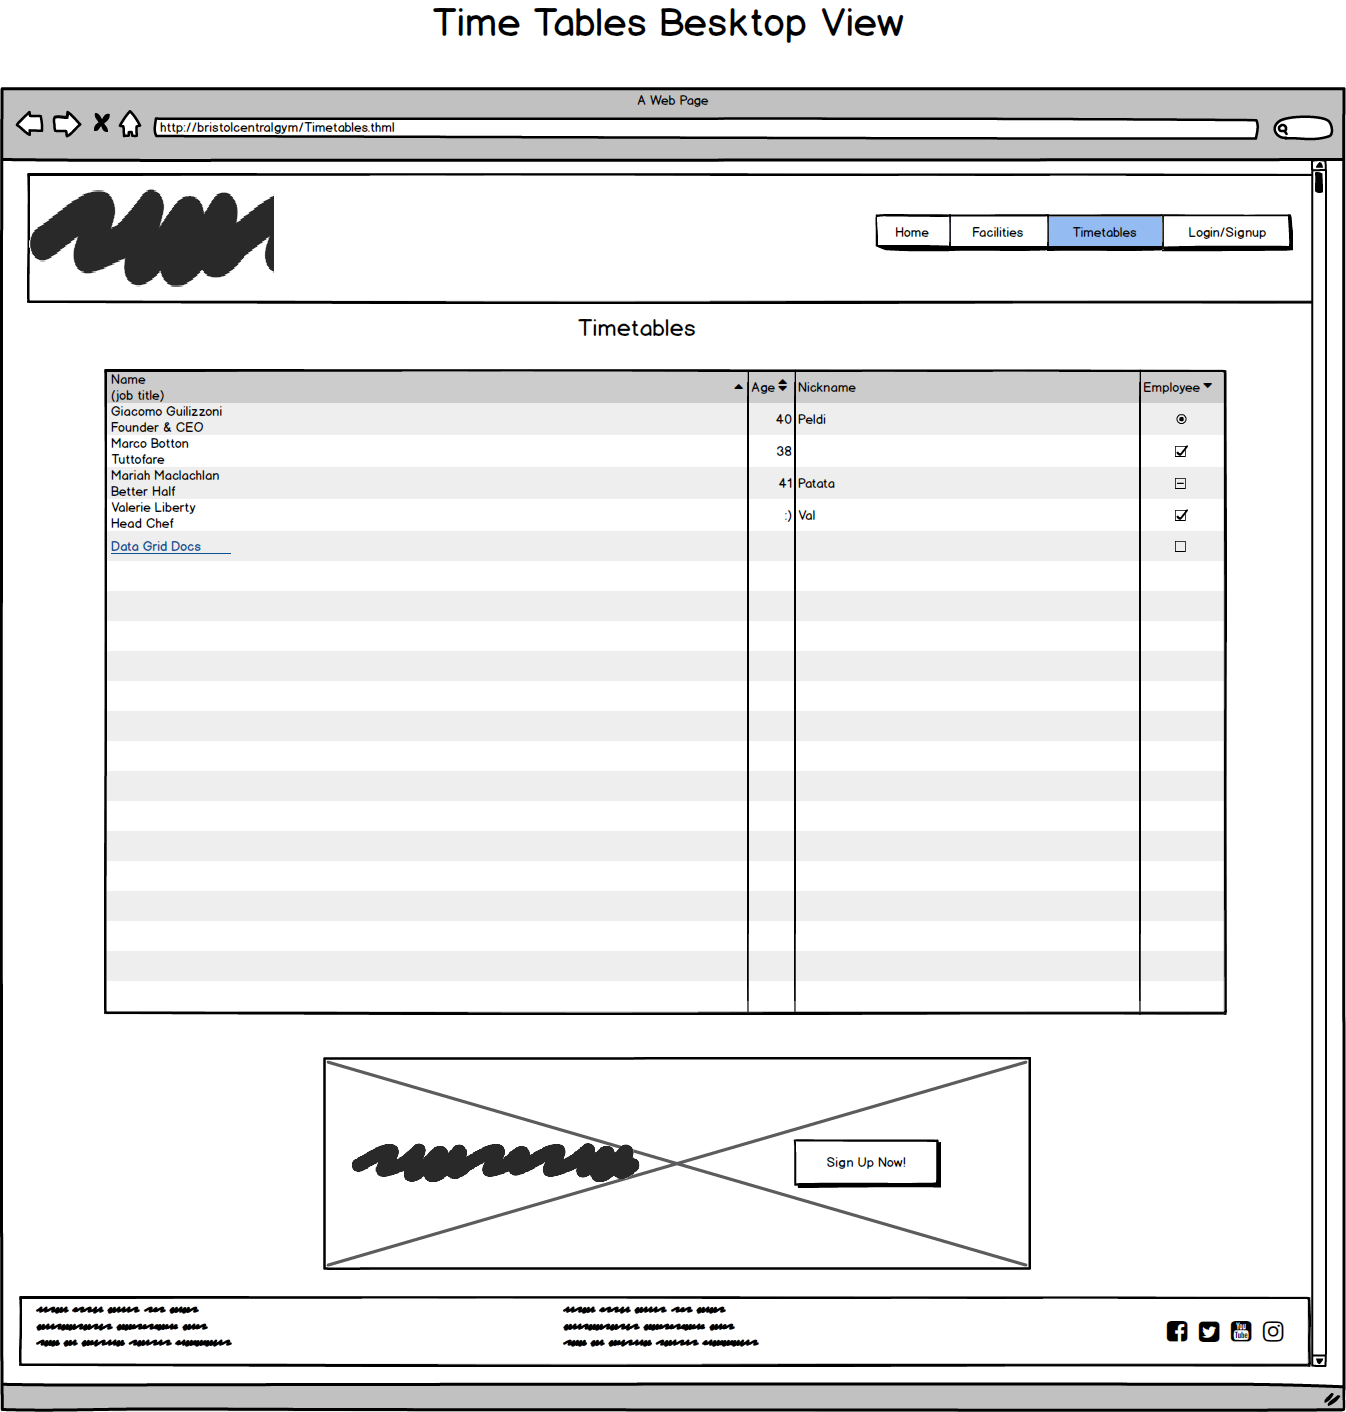 Time Tables Besktop View
A Web Page
http://bristolcentralgym/Timetables.thml
Home Facilities Timetables Login/Signup
Timetables
Name
(job title)
Age Nickname Employee
Giacomo Guilizzoni
Founder & CEO
40 Peldi
Marco Botton
Tuttofare
38
Mariah Maclachlan
Better Half
41 Patata
Valerie Liberty
Head Chef
:) Val
Data Grid Docs
Sign Up Now!
You
Tube